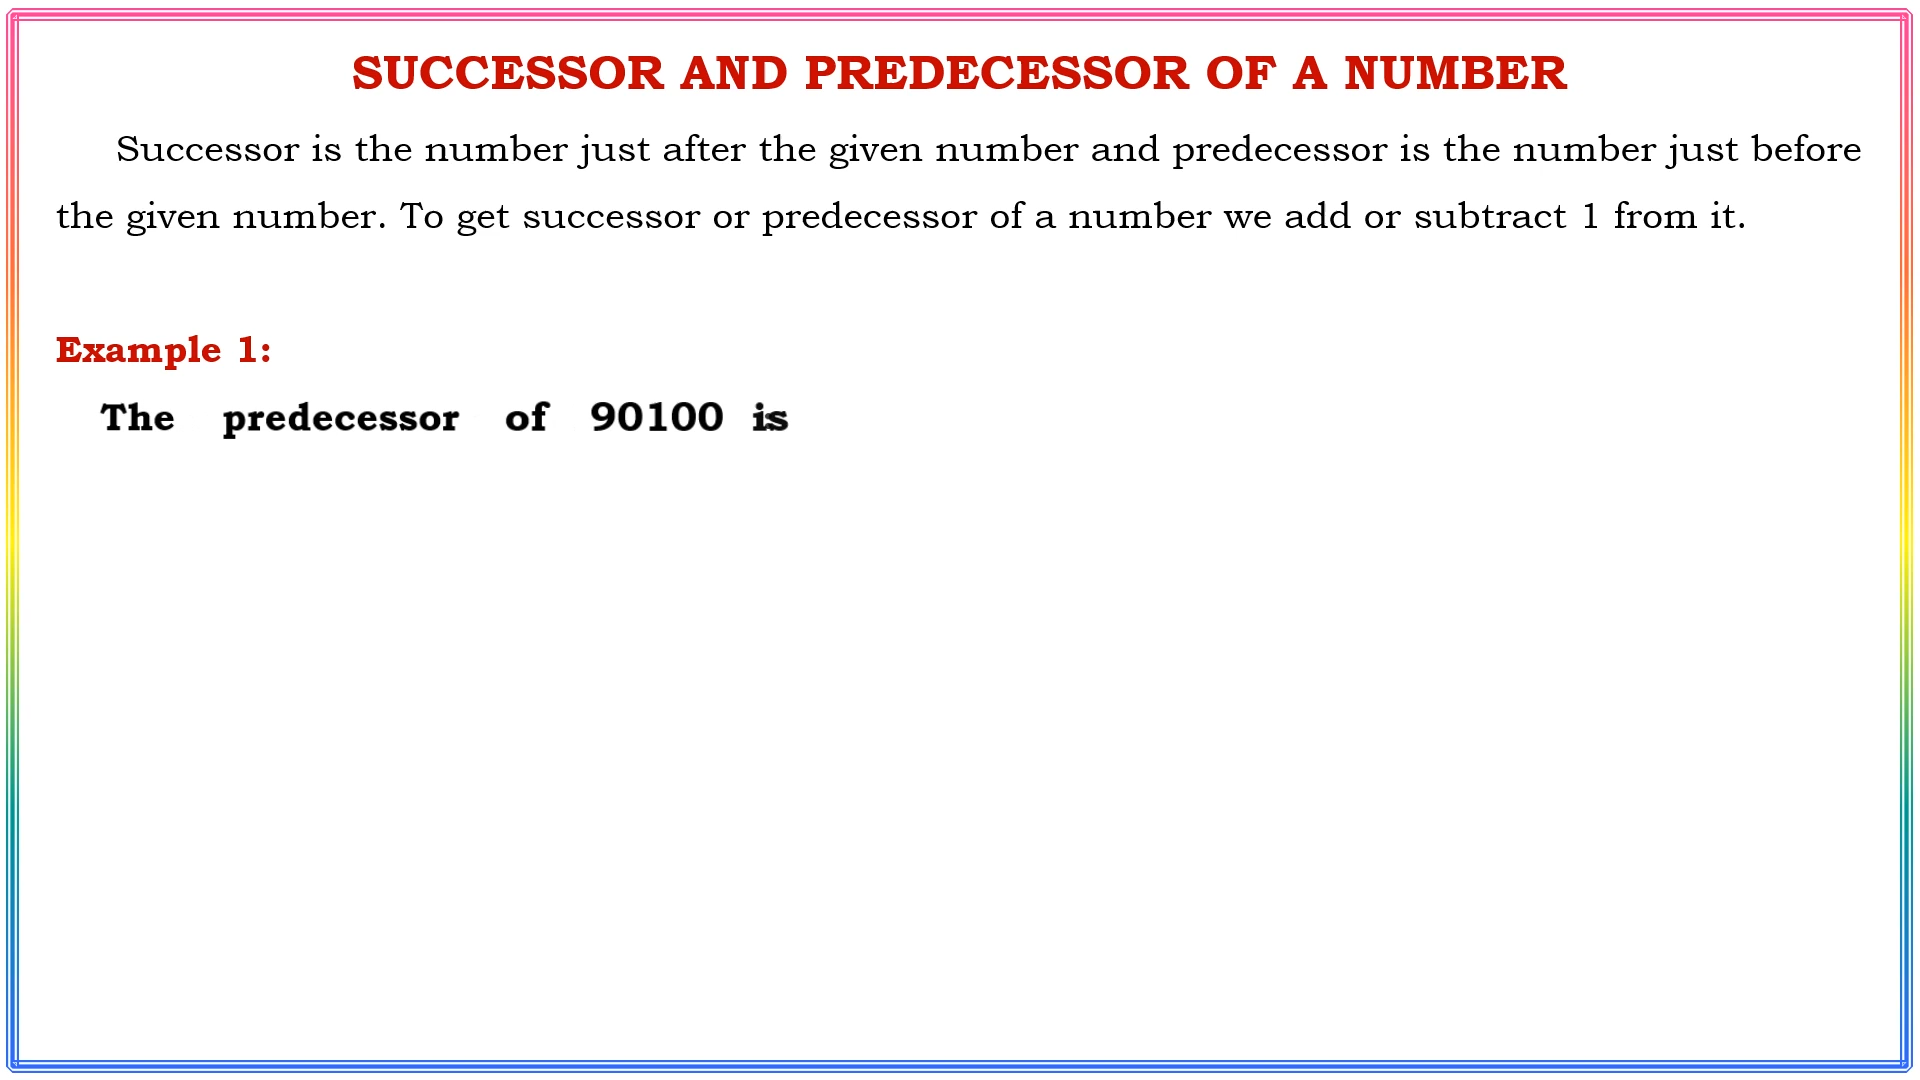 SUCCESSOR AND PREDECESSOR OF A NUMBER
Successor is the number just after the given number and predecessor is the number just before
the given number. To get successor or predecessor of a number we add or subtract 1 from it.
Example 1:
The predecessor of 90100 is